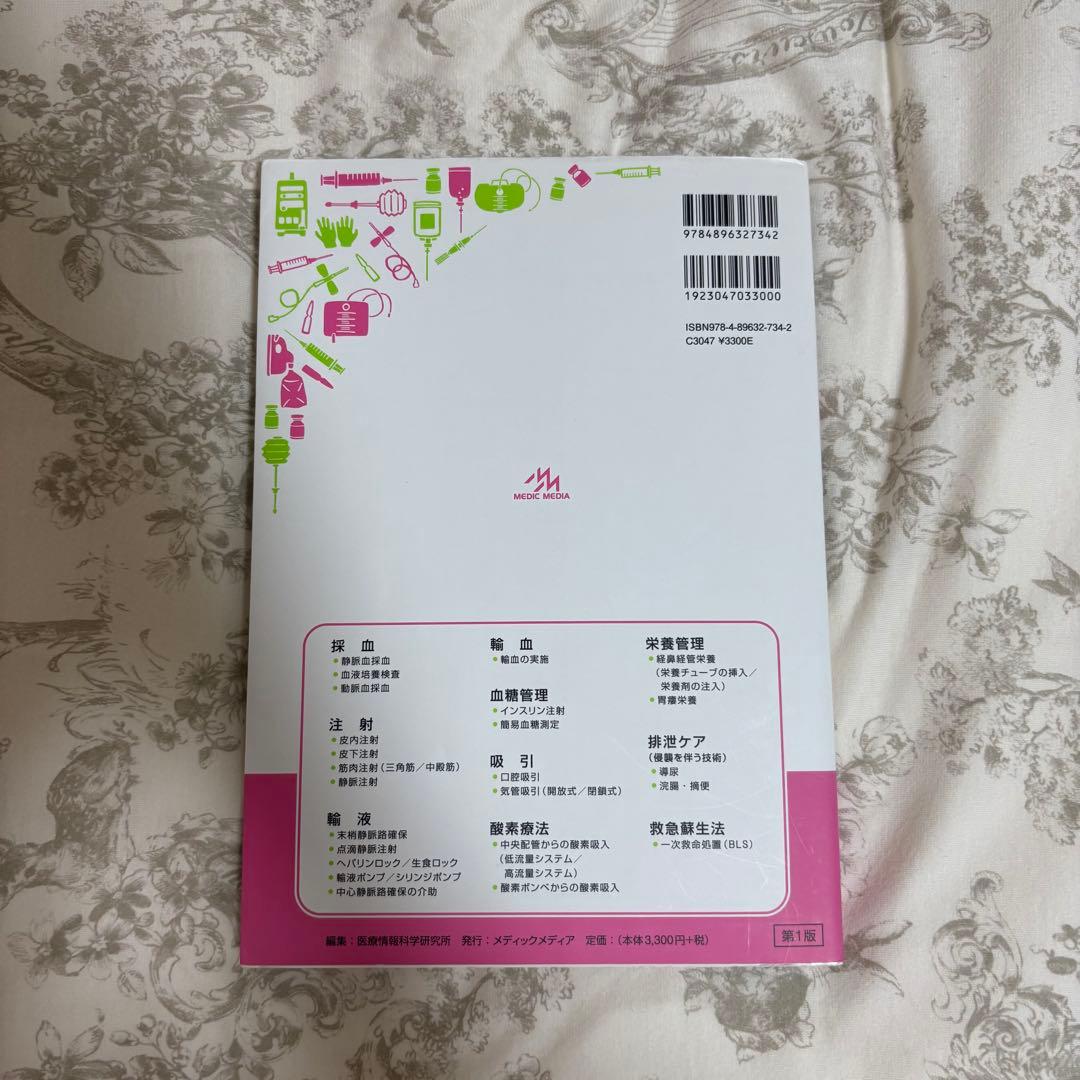 9784896327342
1923047033000
ISBN978-4-89632-734-2
C3047 ¥3300E
MEDIC MEDIA
採 血
● 静脈血採血
● 血液培養検査
● 動脈血採血
注 射
● 皮内注射
● 皮下注射
● 筋肉注射(三角筋/中殿筋)
● 静脈注射
輸 液
● 末梢静脈路確保
● 点滴静脈注射
● ヘパリンロック/生食ロック
● 輸液ポンプ/シリンジポンプ
★ 中心静脈路確保の介助
輸 血
● 輸血の実施
血糖管理
● インスリン注射
● 簡易血糖測定
吸 引
● 口腔吸引
● 気管吸引(開放式/閉鎖式)
酸素療法
● 中央配管からの酸素吸入
(低流量システム/
高流量システム)
● 酸素ボンベからの酸素吸入
栄養管理
● 経鼻経管栄養
(栄養チューブの挿入/
栄養剤の注入)
● 胃瘻栄養
排泄ケア
(侵襲を伴う技術)
● 導尿
● 浣腸・摘便
救急蘇生法
● 一次救命処置(BLS)
編集:医療情報科学研究所 発行:メディックメディア 定価:(本体3,300円+税)
第1版